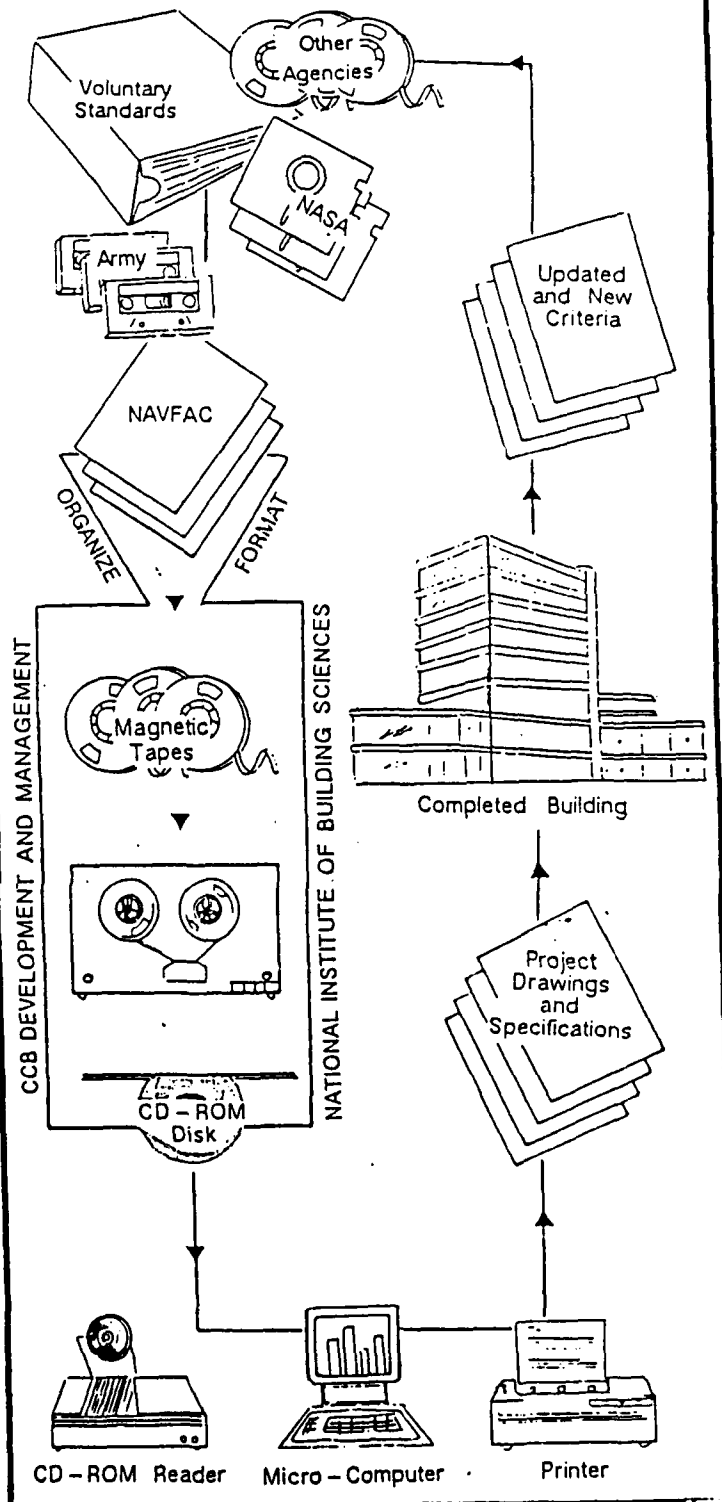 Other
Agencies
Voluntary
Standards
NASA
Army
NAVFAC
ORGANIZE
FORMAT
Updated
and New
Criteria
CCB DEVELOPMENT AND MANAGEMENT
NATIONAL INSTITUTE OF BUILDING SCIENCES
Magnetic
Tapes
CD-ROM
Disk
Completed Building
Project
Drawings
and
Specifications
CD-ROM Reader
Micro-Computer
Printer